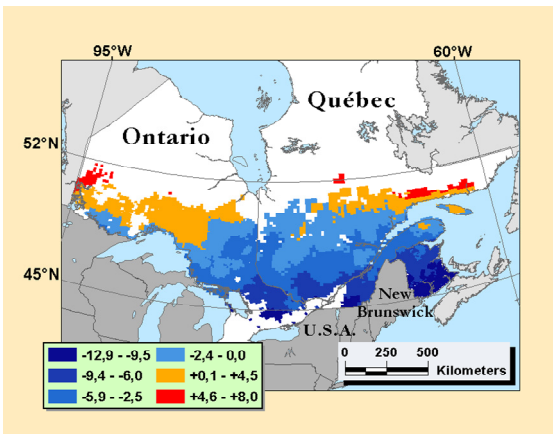 95°W
60°W
Québec
Ontario
52°N
45°N
New
Brunswick
U.S.A.
-12,9 - -9,5
-2,4 - 0,0
-9,4 - -6,0
+0,1 - +4,5
-5,9 - -2,5
+4,6 - +8,0
0 250 500
Kilometers